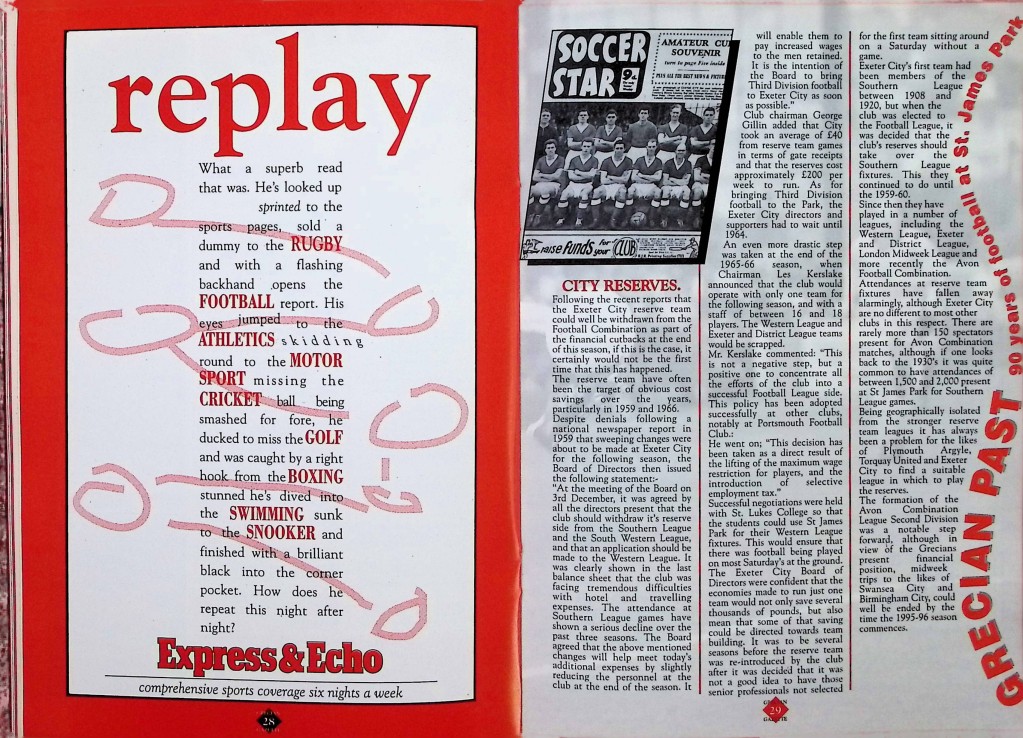 replay
What a superb read
that was. He's looked up
sprinted to the
sports pages, sold a
dummy to the RUGBY
and with a flashing
backhand opens the
FOOTBALL report. His
eyes jumped to the
ATHLETICS skidding
round to the MOTOR
SPORT missing the
CRICKET ball being
smashed for fore, he
ducked to miss the GOLF
and was caught by a right
hook from the BOXING
stunned he's dived into
the SWIMMING sunk
to the SNOOKER and
finished with a brilliant
black into the corner
pocket. How does he
repeat this night after
night?
Express&Echo
comprehensive sports coverage six nights a week
28
SOCCER
STAR
9d.
AMATEUR CUP
SOUVENIR
turn to page Five inside
PLUS ALL THE BEST NEWS & PICTURES
raise Funds for your CLUB
CITY RESERVES.
Following the recent reports that
the Exeter City reserve team
could well be withdrawn from the
Football Combination as part of
the financial cutbacks at the end
of this season, if this is the case, it
certainly would not be the first
time that this has happened.
The reserve team have often
been the target of obvious cost
savings over the years,
particularly in 1959 and 1966.
Despite denials following a
national newspaper report in
1959 that sweeping changes were
about to be made at Exeter City
for the following season, the
Board of Directors then issued
the following statement:-
"At the meeting of the Board on
3rd December, it was agreed by
all the directors present that the
club should withdraw it's reserve
side from the Southern League
and the South Western League,
and that an application should be
made to the Western League. It
was clearly shown in the last
balance sheet that the club was
facing tremendous difficulties
with hotel and travelling
expenses. The attendance at
Southern League games have
shown a serious decline over the
past three seasons. The Board
agreed that the above mentioned
changes will help meet today's
additional expenses by slightly
reducing the personnel at the
club at the end of the season. It
will enable them to
pay increased wages
to the men retained.
It is the intention of
the Board to bring
Third Division football
to Exeter City as soon
as possible."
Club chairman George
Gillin added that City
took an average of £40
from reserve team games
in terms of gate receipts
and that the reserves cost
approximately £200 per
week to run. As for
bringing Third Division
football to the Park, the
Exeter City directors and
supporters had to wait until
1964.
An even more drastic step
was taken at the end of the
1965-66 season, when
Chairman Les Kerslake
announced that the club would
operate with only one team for
the following season, and with a
staff of between 16 and 18
players. The Western League and
Exeter and District League teams
would be scrapped.
Mr. Kerslake commented: "This
is not a negative step, but a
positive one to concentrate all
the efforts of the club into a
successful Football League side.
This policy has been adopted
successfully at other clubs,
notably at Portsmouth Football
Club.:
He went on; "This decision has
been taken as a direct result of
the lifting of the maximum wage
restriction for players, and the
introduction of selective
employment tax."
Successful negotiations were held
with St. Lukes College so that
the students could use St James
Park for their Western League
fixtures. This would ensure that
there was football being played
on most Saturday's at the ground.
The Exeter City Board of
Directors were confident that the
economies made to run just one
team would not only save several
thousands of pounds, but also
mean that some of that saving
could be directed towards team
building. It was to be several
seasons before the reserve team
was re-introduced by the club
after it was decided that it was
not a good idea to have those
senior professionals not selected
for the first team sitting around
on a Saturday without a
game.
Exeter City's first team had
been members of the
Southern League
between 1908 and
1920, but when the
club was elected to
the Football League, it
was decided that the
club's reserves should
take over the
Southern League
fixtures. This they
continued to do until
the 1959-60.
Since then they have
played in a number of
leagues, including the
Western League, Exeter
and District League,
London Midweek League and
more recently the Avon
Football Combination.
Attendances at reserve team
fixtures have fallen away
alarmingly, although Exeter City
are no different to most other
clubs in this respect. There are
rarely more than 150 spectators
present for Avon Combination
matches, although if one looks
back to the 1930's it was quite
common to have attendances of
between 1,500 and 2,000 present
at St James Park for Southern
League games.
Being geographically isolated
from the stronger reserve
team leagues it has always
been a problem for the likes
of Plymouth Argyle,
Torquay United and Exeter
City to find a suitable
league in which to play
the reserves.
The formation of the
Avon Combination
League Second Division
was a notable step
forward, although in
view of the Grecians
present financial
position, midweek
trips to the likes of
Swansea City and
Birmingham City, could
well be ended by the
time the 1995-96 season
commences.
GRECIAN PAST 90 years of football at St. James Park
GRECIAN
29
GAZETTE